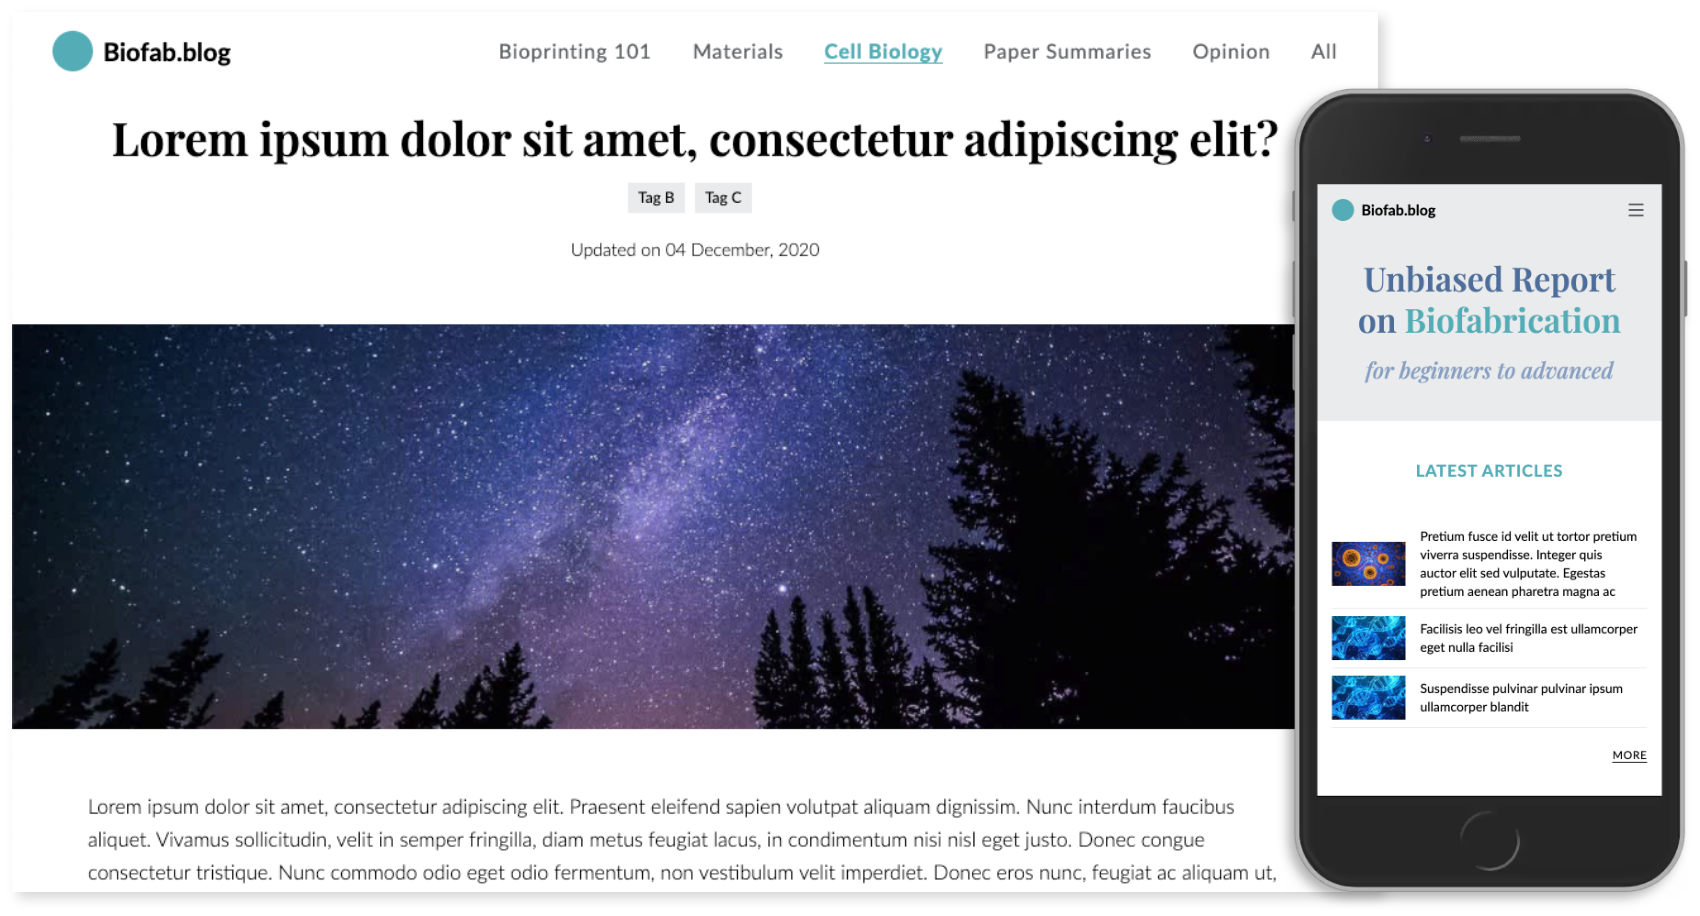 Biofab.blog
Bioprinting 101 Materials Cell Biology Paper Summaries Opinion All
Lorem ipsum dolor sit amet, consectetur adipiscing elit?
Tag B Tag C
Updated on 04 December, 2020
Lorem ipsum dolor sit amet, consectetur adipiscing elit. Praesent eleifend sapien volutpat aliquam dignissim. Nunc interdum faucibus
aliquet. Vivamus sollicitudin, velit in semper fringilla, diam metus feugiat lacus, in condimentum nisi nisl eget justo. Donec congue
consectetur tristique. Nunc commodo odio eget odio fermentum, non vestibulum velit imperdiet. Donec eros nunc, feugiat ac aliquam ut,
Biofab.blog
Unbiased Report
on Biofabrication
for beginners to advanced
LATEST ARTICLES
Pretium fusce id velit ut tortor pretium
viverra suspendisse. Integer quis
auctor elit sed vulputate. Egestas
pretium aenean pharetra magna ac
Facilisis leo vel fringilla est ullamcorper
eget nulla facilisi
Suspendisse pulvinar pulvinar ipsum
ullamcorper blandit
MORE